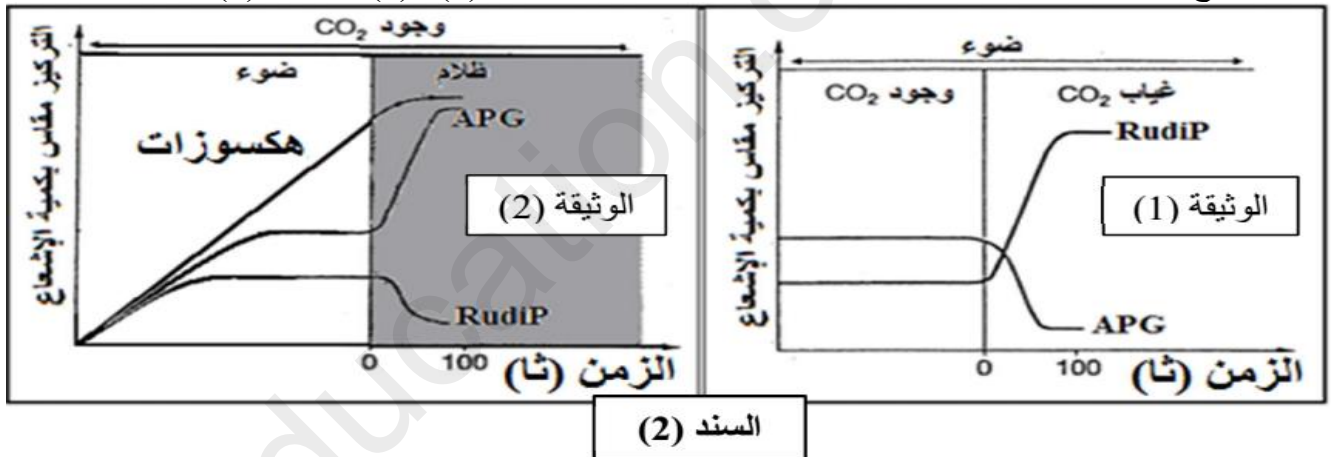 وجود CO₂
ضوء
ظلام
هكسوزات
APG
RudiP
الوثيقة (2)
التركيز مقاس بكمية الإشعاع
0
100
الزمن (ثا)
ضوء
وجود CO₂
غياب CO₂
RudiP
APG
الوثيقة (1)
التركيز مقاس بكمية الإشعاع
0
100
الزمن (ثا)
السند (2)